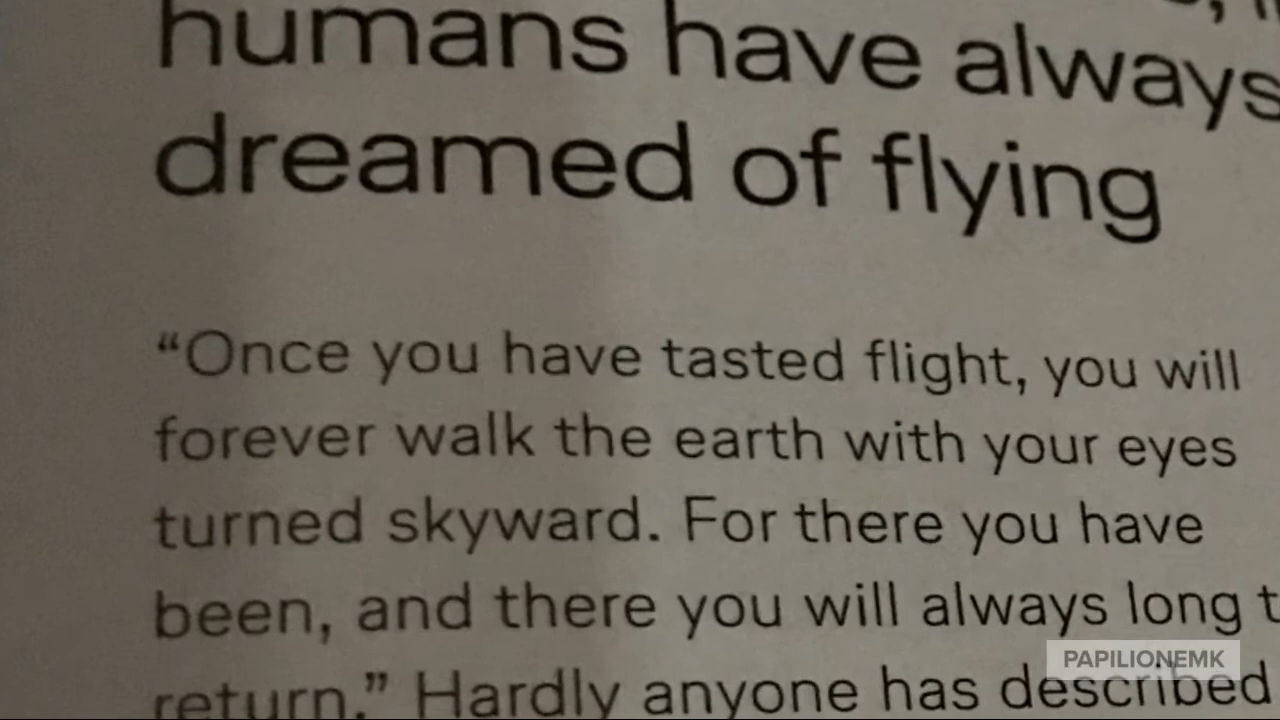 humans have always
dreamed of flying
“Once you have tasted flight, you will
forever walk the earth with your eyes
turned skyward. For there you have
been, and there you will always long t
return.” Hardly anyone has described
PAPILIONEMK